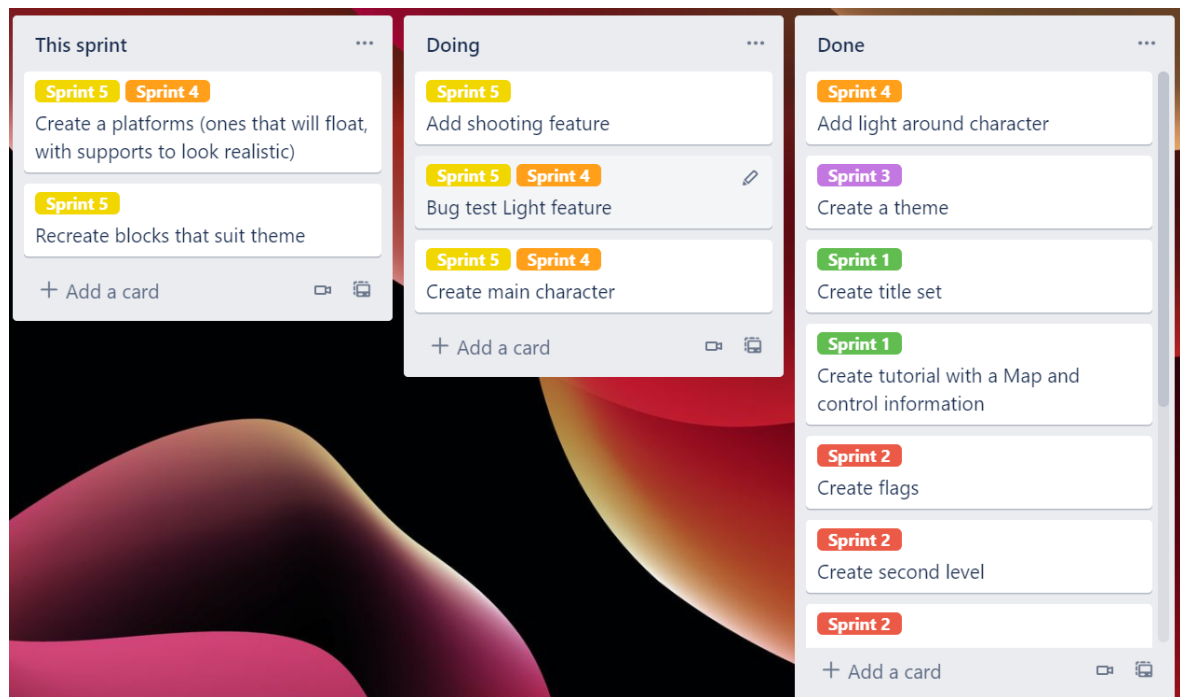 This sprint
Sprint 5 Sprint 4
Create a platforms (ones that will float,
with supports to look realistic)
Sprint 5
Recreate blocks that suit theme
+ Add a card
Doing
Sprint 5
Add shooting feature
Sprint 5 Sprint 4
Bug test Light feature
Sprint 5 Sprint 4
Create main character
+ Add a card
Done
Sprint 4
Add light around character
Sprint 3
Create a theme
Sprint 1
Create title set
Sprint 1
Create tutorial with a Map and
control information
Sprint 2
Create flags
Sprint 2
Create second level
Sprint 2
+ Add a card